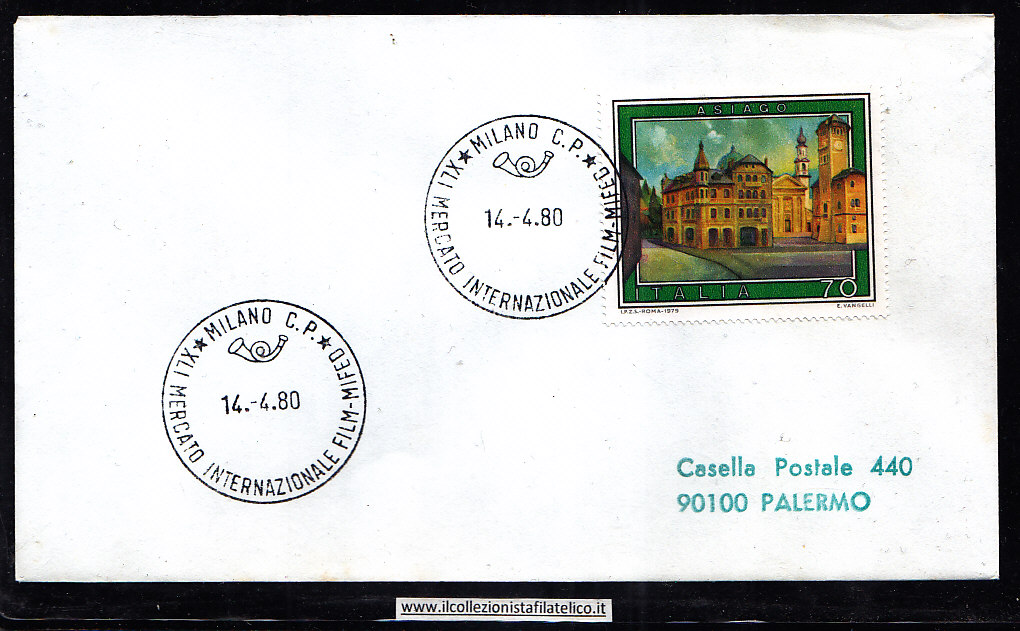 ASIAGO
ITALIA 70
I.P.Z.S.-ROMA-1979 E. VANGELLI
★ MILANO C.P. ★
XLI MERCATO INTERNAZIONALE FILM-MIFED
14.-4.80
★ MILANO C.P. ★
XLI MERCATO INTERNAZIONALE FILM-MIFED
14.-4.80
Casella Postale 440
90100 PALERMO
www.ilcollezionistafilatelico.it